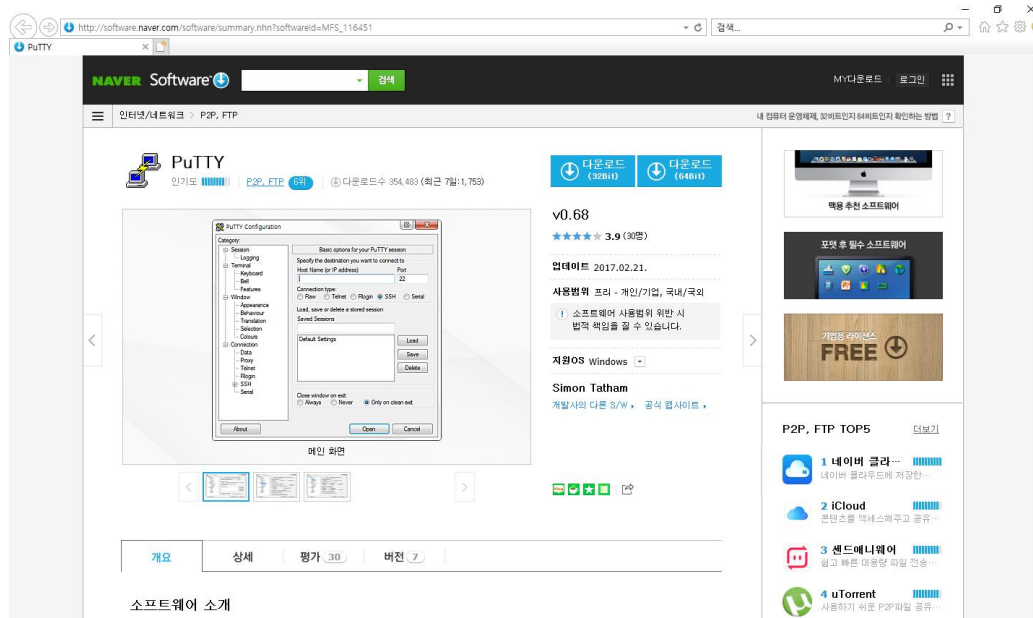 http://software.naver.com/software/summary.nhn?softwareId=MFS_116451
검색...
PuTTY
NAVER Software
검색
MY다운로드
로그인
인터넷/네트워크 > P2P, FTP
내 컴퓨터 운영체제, 32비트인지 64비트인지 확인하는 방법 ?
PuTTY
인기도
P2P, FTP 6위
다운로드수 354,483 (최근 7일:1,753)
다운로드 (32Bit)
다운로드 (64Bit)
PuTTY Configuration
Category:
Session
Logging
Terminal
Keyboard
Bell
Features
Window
Appearance
Behaviour
Translation
Selection
Colours
Connection
Data
Proxy
Telnet
Rlogin
SSH
Serial
Basic options for your PuTTY session
Specify the destination you want to connect to
Host Name (or IP address) Port
22
Connection type:
Raw Telnet Rlogin SSH Serial
Load, save or delete a stored session
Saved Sessions
Default Settings
Load
Save
Delete
Close window on exit:
Always Never Only on clean exit
About
Open
Cancel
메인 화면
v0.68
3.9 (30명)
업데이트 2017.02.21.
사용범위 프리 - 개인/기업, 국내/국외
! 소프트웨어 사용범위 위반 시
법적 책임을 질 수 있습니다.
지원OS Windows
Simon Tatham
개발사의 다른 S/W 공식 웹사이트
개요
상세
평가 30
버전 7
소프트웨어 소개
맥용 추천 소프트웨어
포맷 후 필수 소프트웨어
기업용 라이선스
FREE
P2P, FTP TOP5
더보기
1 네이버 클라···
네이버 클라우드에 저장한···
2 iCloud
콘텐츠를 액세스해주고 공유···
3 센드애니웨어
쉽고 빠른 대용량 파일 전송···
4 uTorrent
사용하기 쉬운 P2P파일 공유···